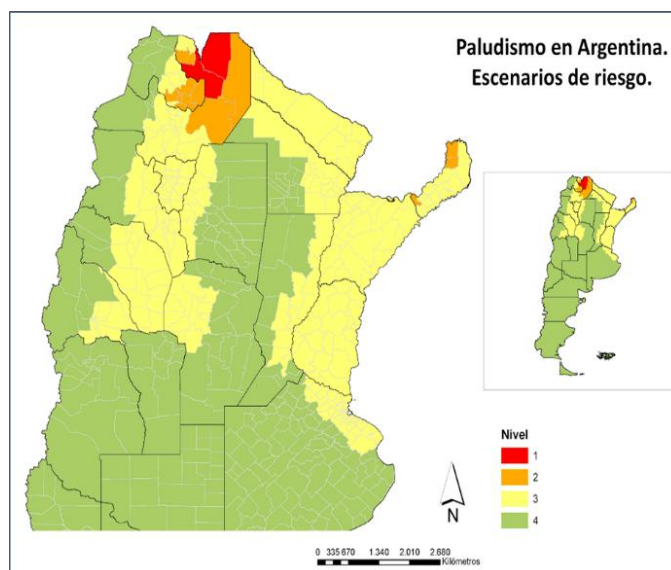 Paludismo en Argentina.
Escenarios de riesgo.
Nivel
1
2
3
4
N
0 335 670 1.340 2.010 2.680
Kilómetros